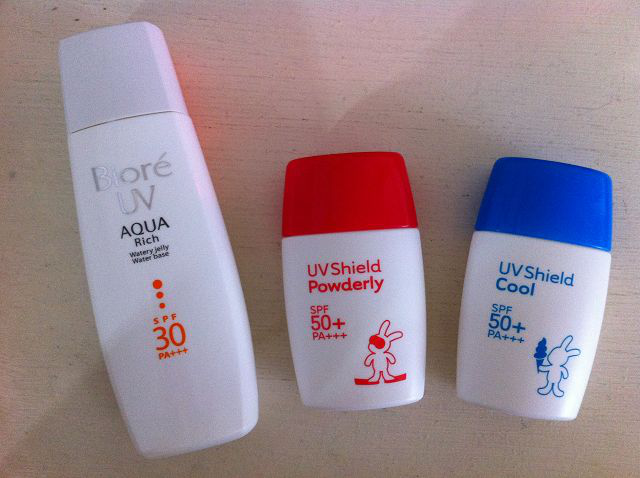 Bioré
UV
AQUA
Rich
Watery jelly
Water base
SPF
30
PA+++
UV Shield
Powderly
SPF
50+
PA+++
UV Shield
Cool
SPF
50+
PA+++